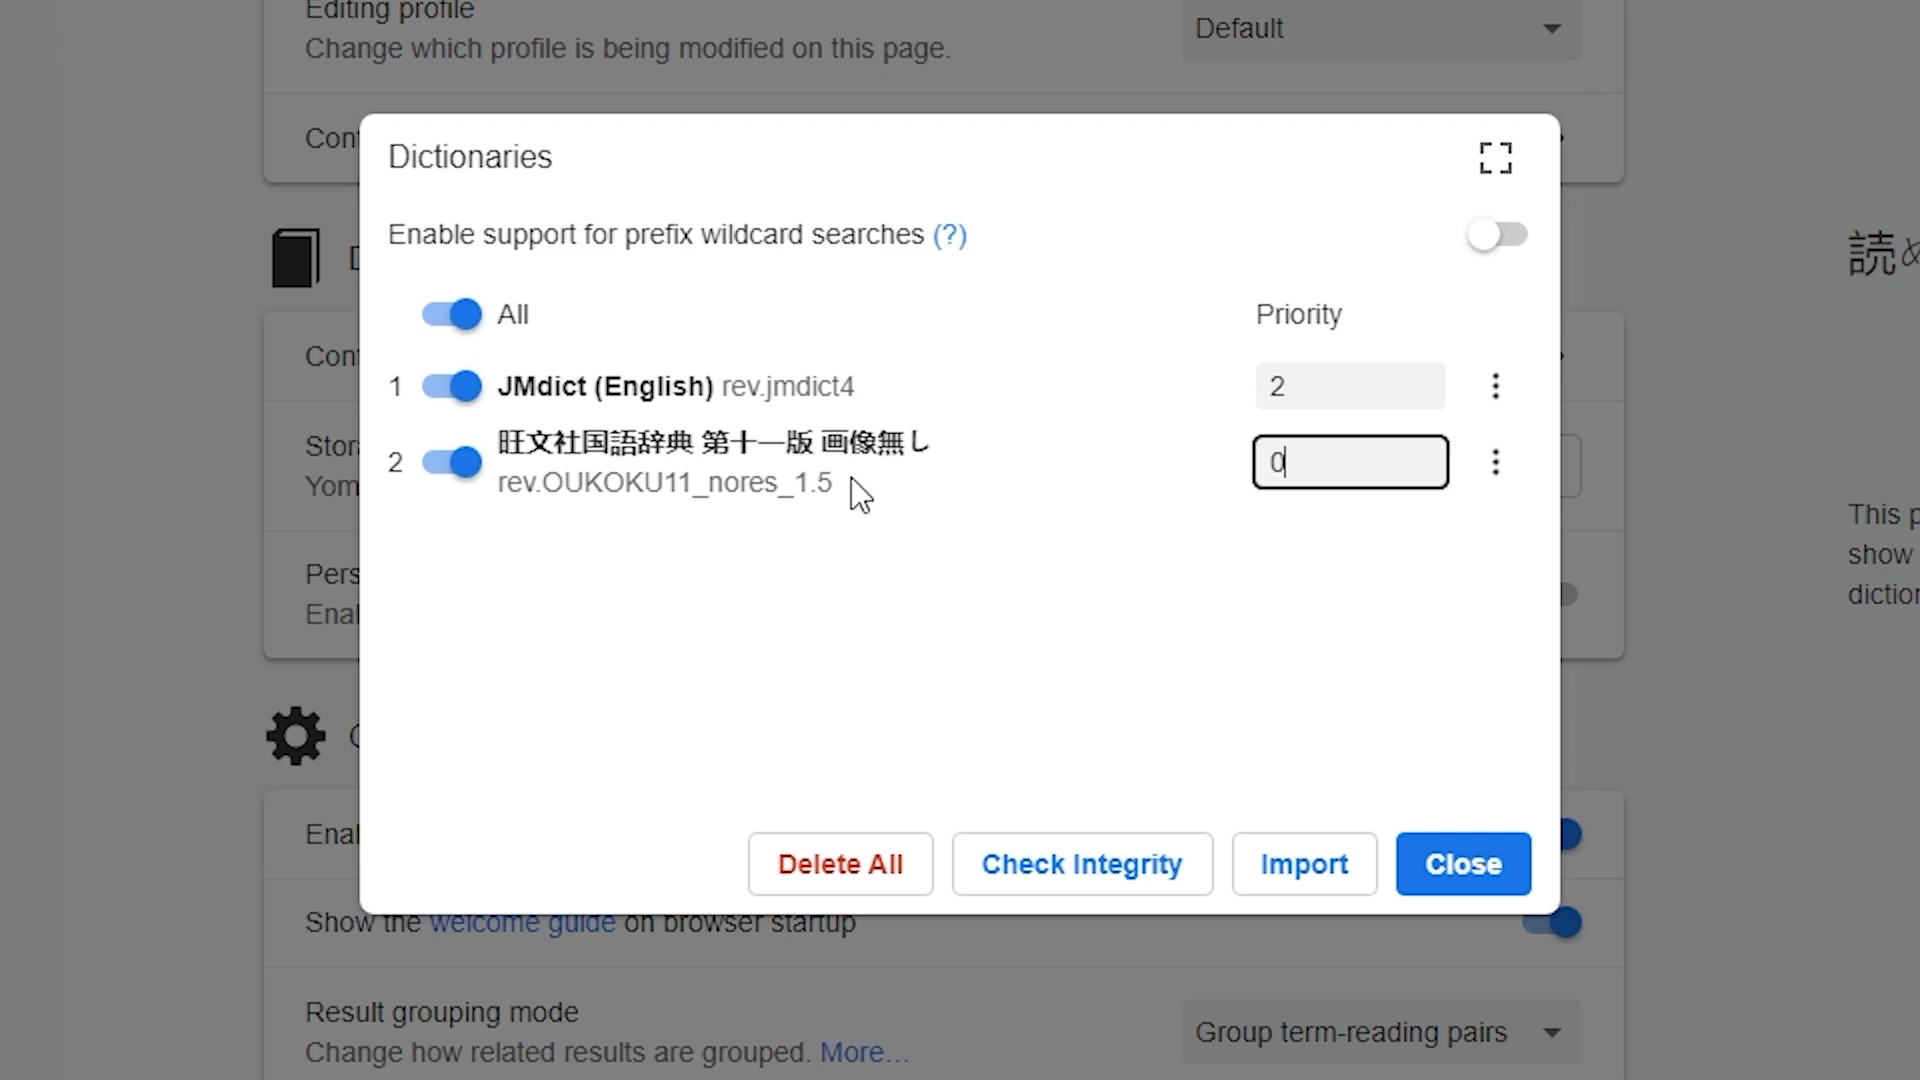 Editing profile
Change which profile is being modified on this page.
Default
Dictionaries
Enable support for prefix wildcard searches (?)
All
Priority
1 JMdict (English) rev.jmdict4
2
2 旺文社国語辞典 第十一版 画像無し
rev.OUKOKU11_nores_1.5
0
読め
This p
show
diction
Delete All
Check Integrity
Import
Close
Show the welcome guide on browser startup
Result grouping mode
Change how related results are grouped. More…
Group term-reading pairs